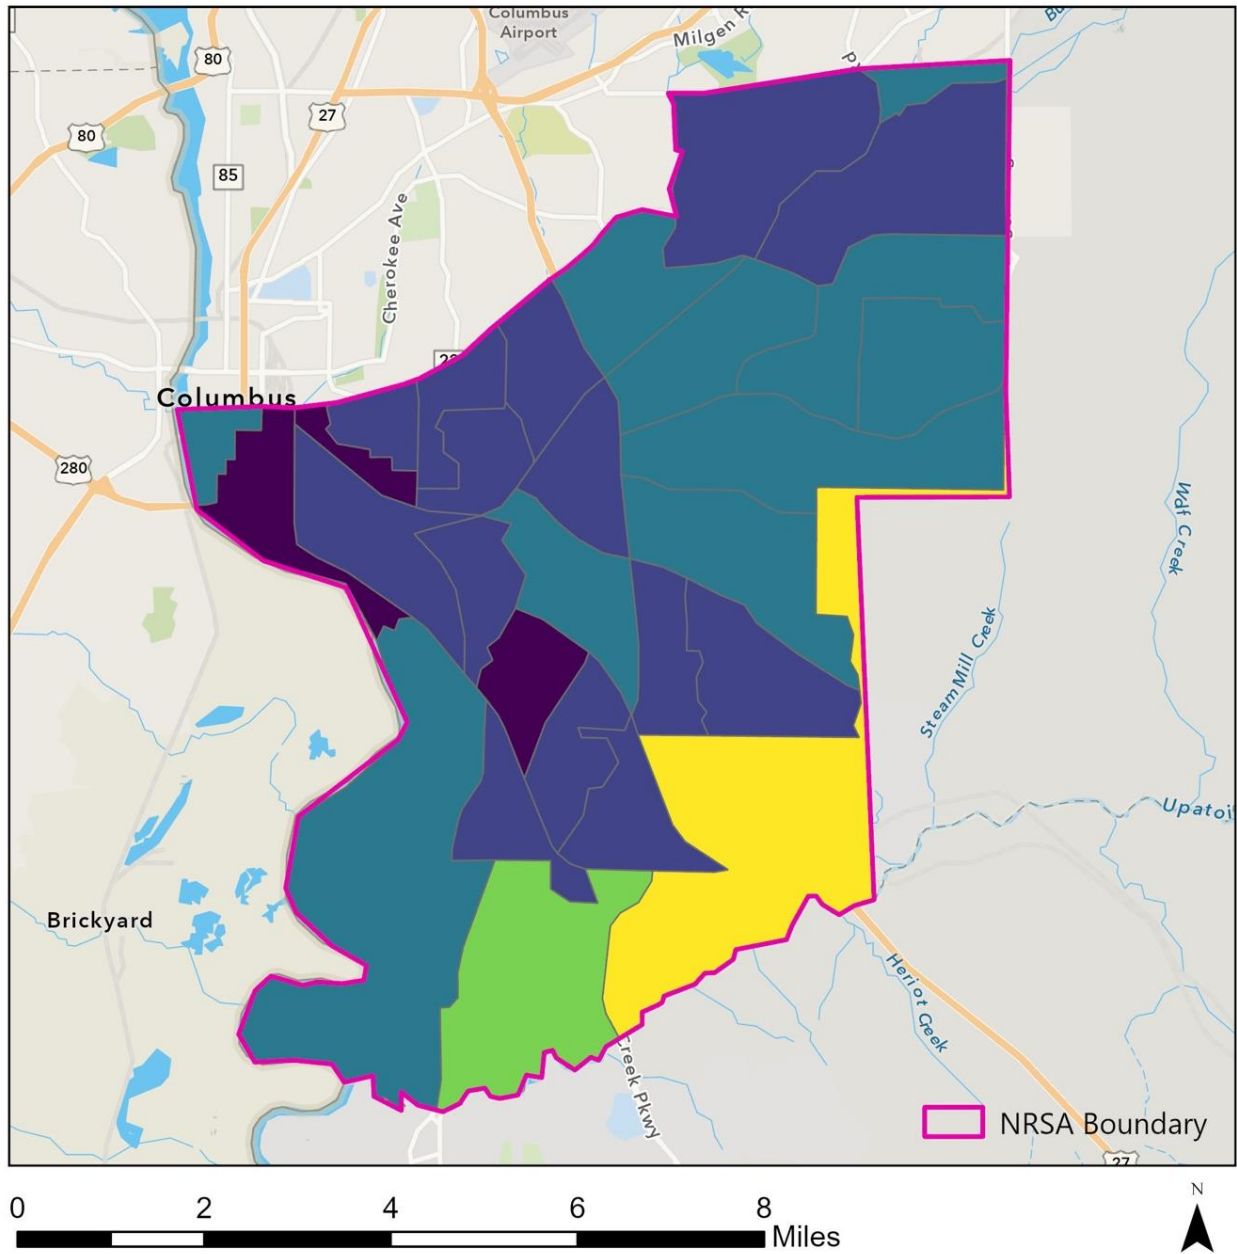 Columbus
Airport
Milgen R
80
27
80
85
Cherokee Ave
Columbus
280
Wolf Creek
Steam Mill Creek
Upatoi
Brickyard
Heriot Creek
Creek Pkwy
NRSA Boundary
27
0 2 4 6 8
Miles
N